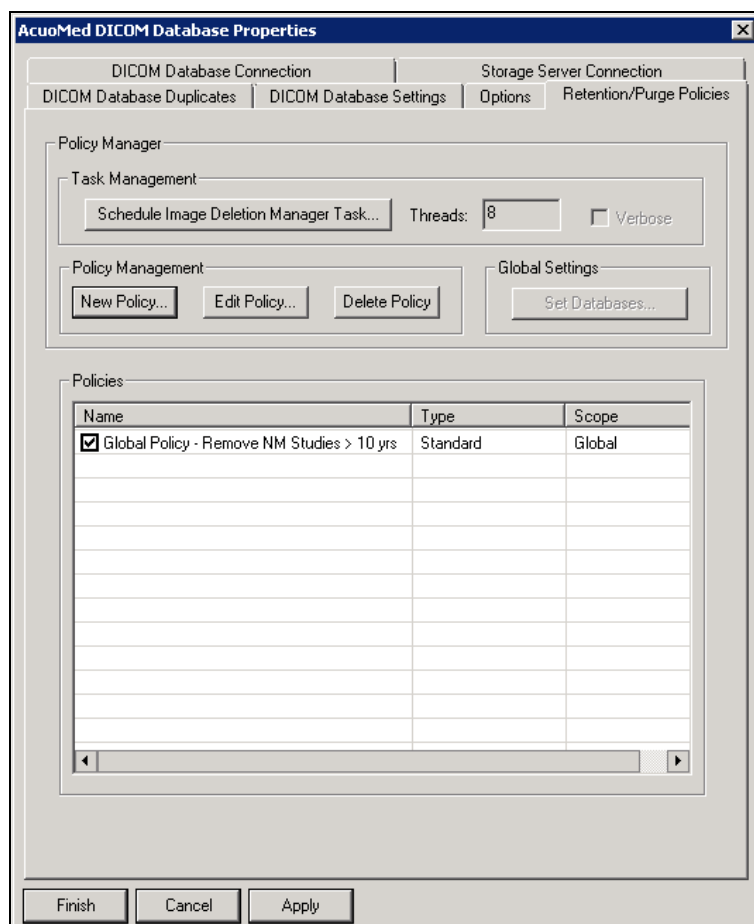 AcuoMed DICOM Database Properties
DICOM Database Connection
Storage Server Connection
DICOM Database Duplicates
DICOM Database Settings
Options
Retention/Purge Policies
Policy Manager
Task Management
Schedule Image Deletion Manager Task...
Threads:
8
Verbose
Policy Management
Global Settings
New Policy...
Edit Policy...
Delete Policy
Set Databases...
Policies
Name
Type
Scope
Global Policy - Remove NM Studies > 10 yrs
Standard
Global
Finish
Cancel
Apply